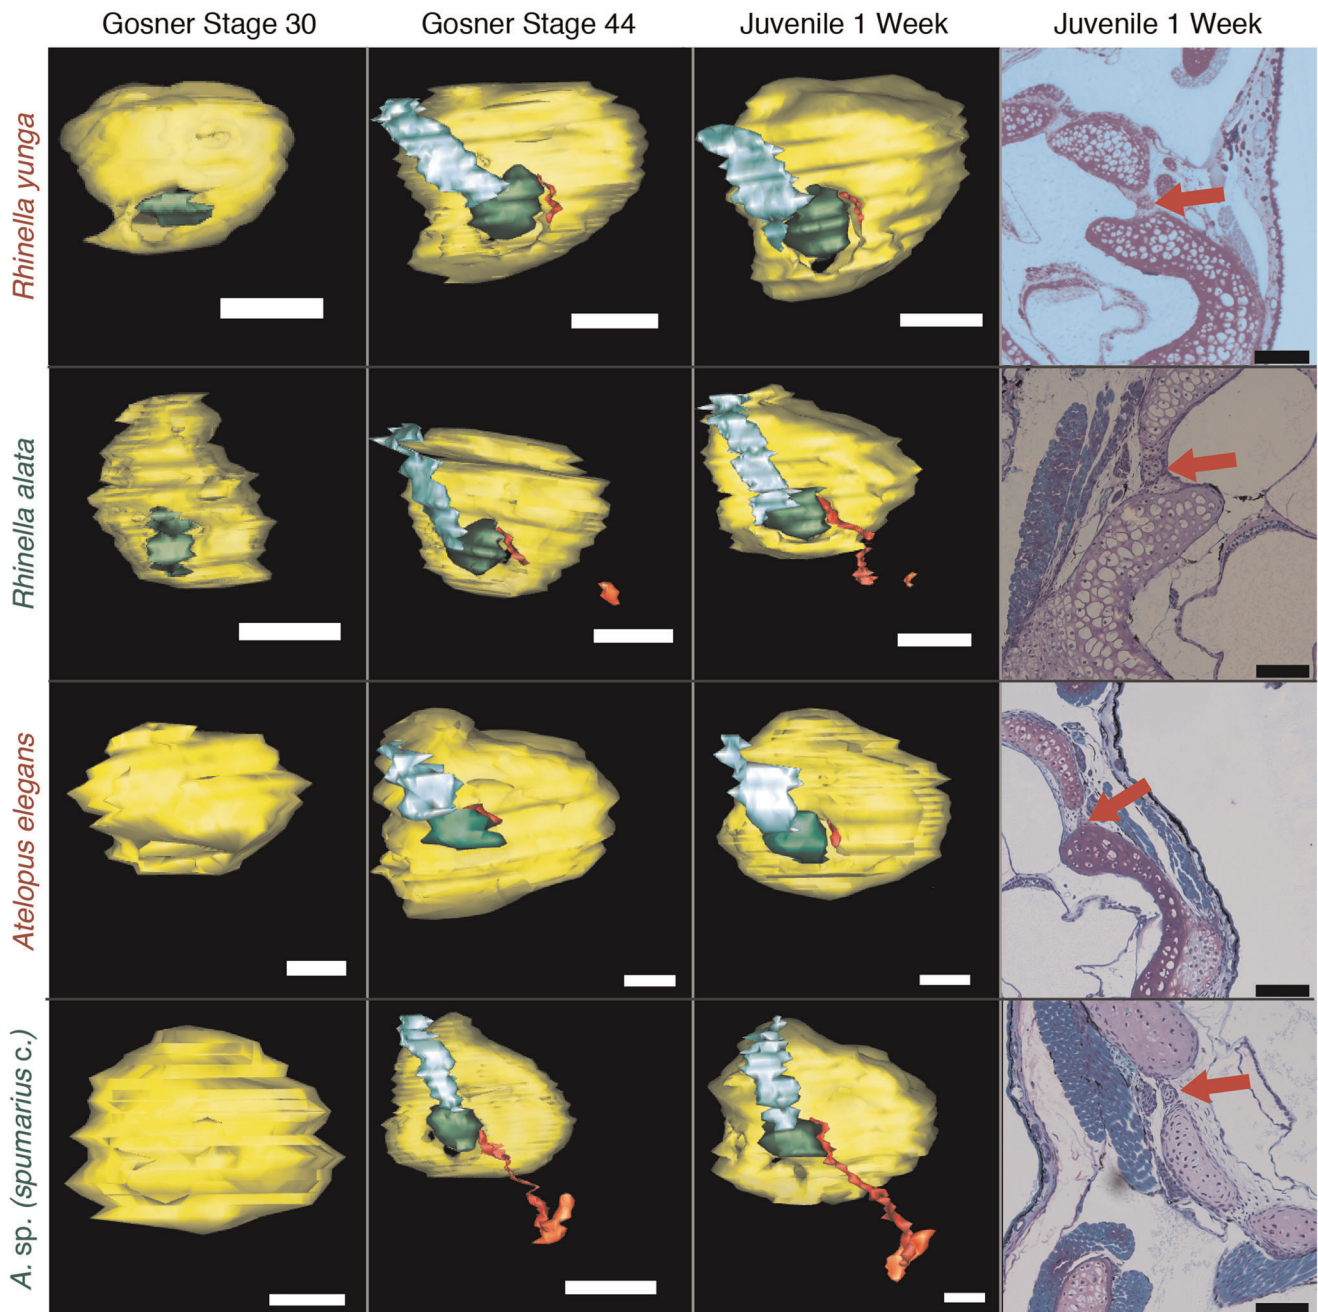 Gosner Stage 30 Gosner Stage 44 Juvenile 1 Week Juvenile 1 Week
Rhinella yunga
Rhinella alata
Atelopus elegans
A. sp. (spumarius c.)